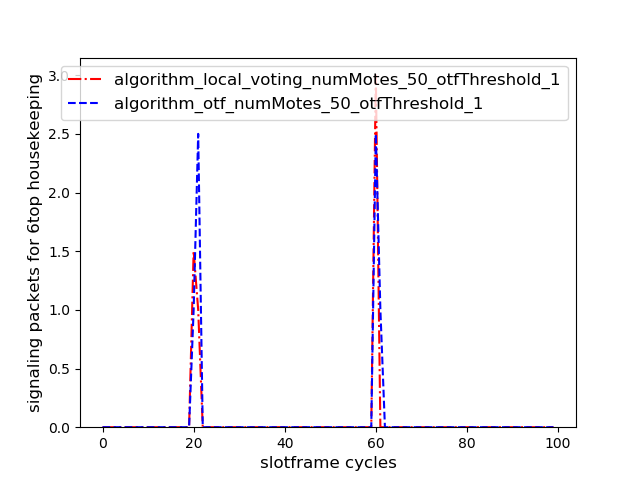 algorithm_local_voting_numMotes_50_otfThreshold_1
algorithm_otf_numMotes_50_otfThreshold_1
signaling packets for 6top housekeeping
3.0
2.5
2.0
1.5
1.0
0.5
0.0
0 20 40 60 80 100
slotframe cycles